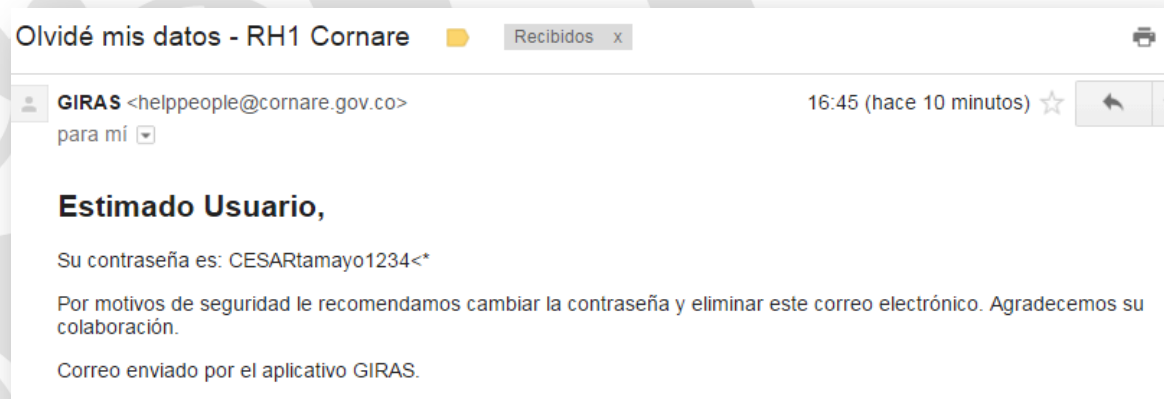 Olvidé mis datos - RH1 Cornare Recibidos x
GIRAS <helppeople@cornare.gov.co> 16:45 (hace 10 minutos)
para mí
Estimado Usuario,
Su contraseña es: CESARtamayo1234<*
Por motivos de seguridad le recomendamos cambiar la contraseña y eliminar este correo electrónico. Agradecemos su
colaboración.
Correo enviado por el aplicativo GIRAS.